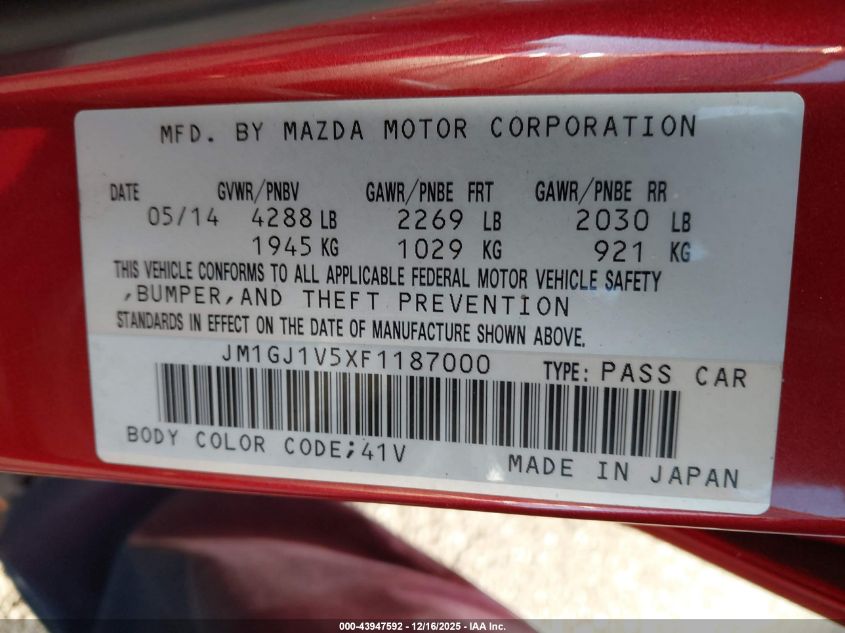 MFD. BY MAZDA MOTOR CORPORATION
DATE GVWR/PNBV GAWR/PNBE FRT GAWR/PNBE RR
05/14 4288 LB 2269 LB 2030 LB
1945 KG 1029 KG 921 KG
THIS VEHICLE CONFORMS TO ALL APPLICABLE FEDERAL MOTOR VEHICLE SAFETY
,BUMPER,AND THEFT PREVENTION
STANDARDS IN EFFECT ON THE DATE OF MANUFACTURE SHOWN ABOVE.
JM1GJ1V5XF1187000 TYPE: PASS CAR
BODY COLOR CODE;41V MADE IN JAPAN
000-43947592 - 12/16/2025 - IAA Inc.